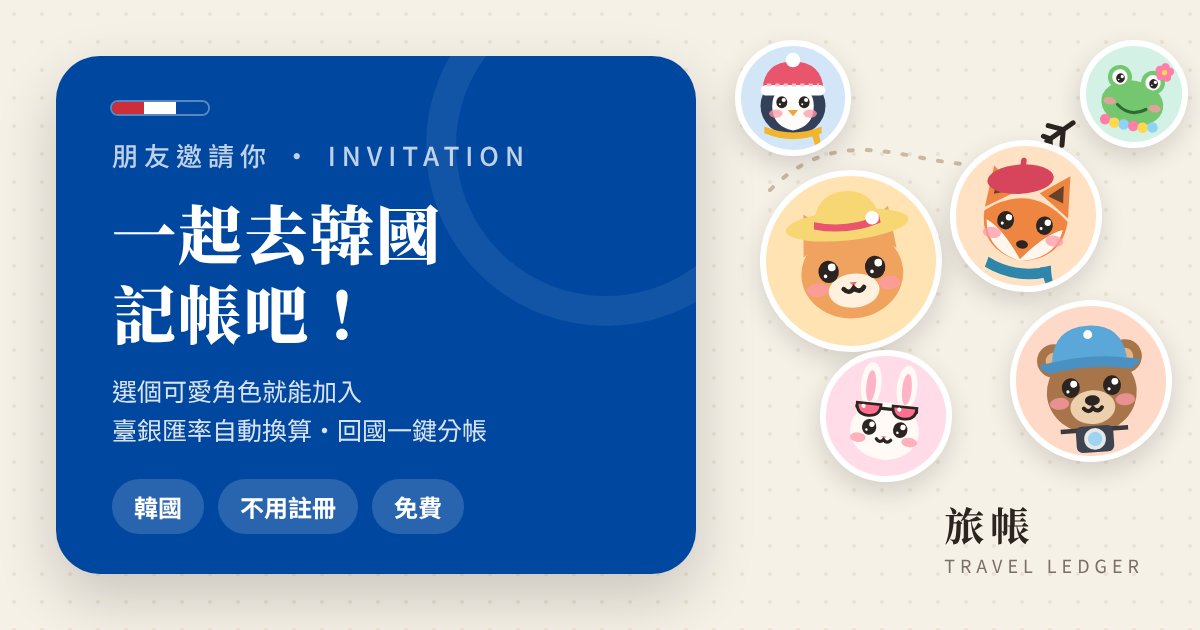 朋友邀請你 • INVITATION
一起去韓國
記帳吧！
選個可愛角色就能加入
臺銀匯率自動換算・回國一鍵分帳
韓國
不用註冊
免費
旅帳
TRAVEL LEDGER